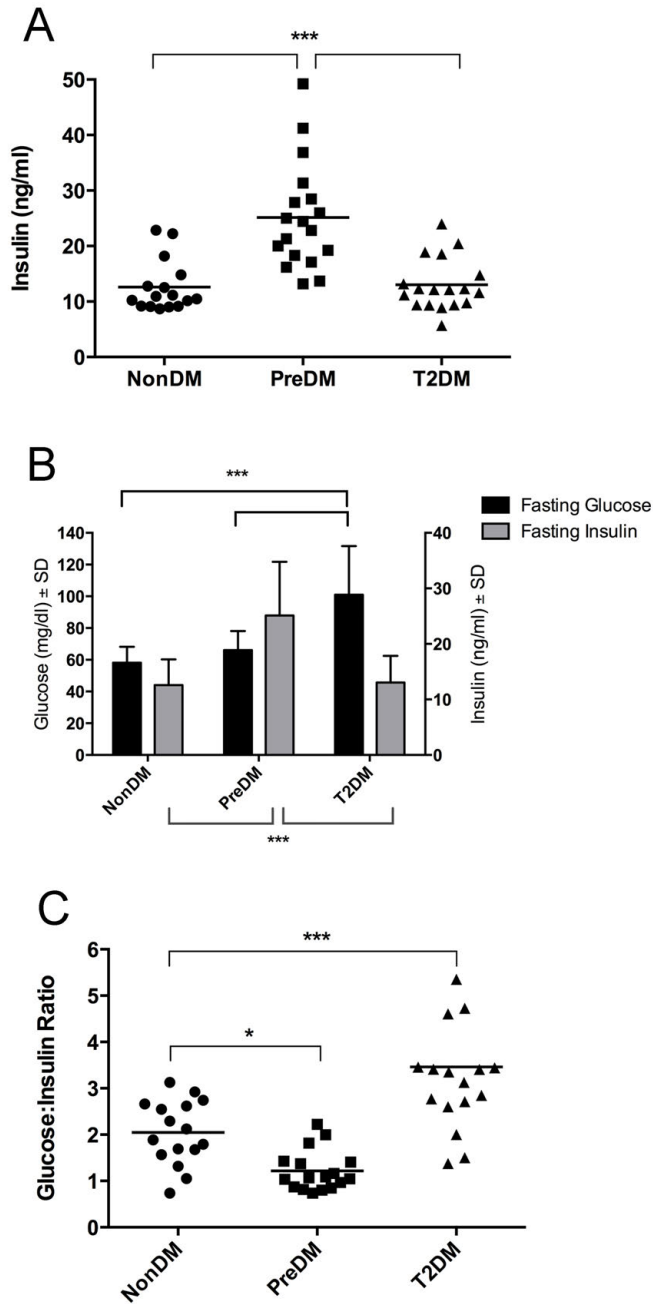 A
***
50
40
30
20
10
0
Insulin (ng/ml)
NonDM PreDM T2DM
B
***
Fasting Glucose
Fasting Insulin
140
120
100
80
60
40
20
0
Glucose (mg/dl) ± SD
40
30
20
10
0
Insulin (ng/ml) ± SD
NonDM PreDM T2DM
***
C
***
*
6
5
4
3
2
1
0
Glucose:Insulin Ratio
NonDM PreDM T2DM